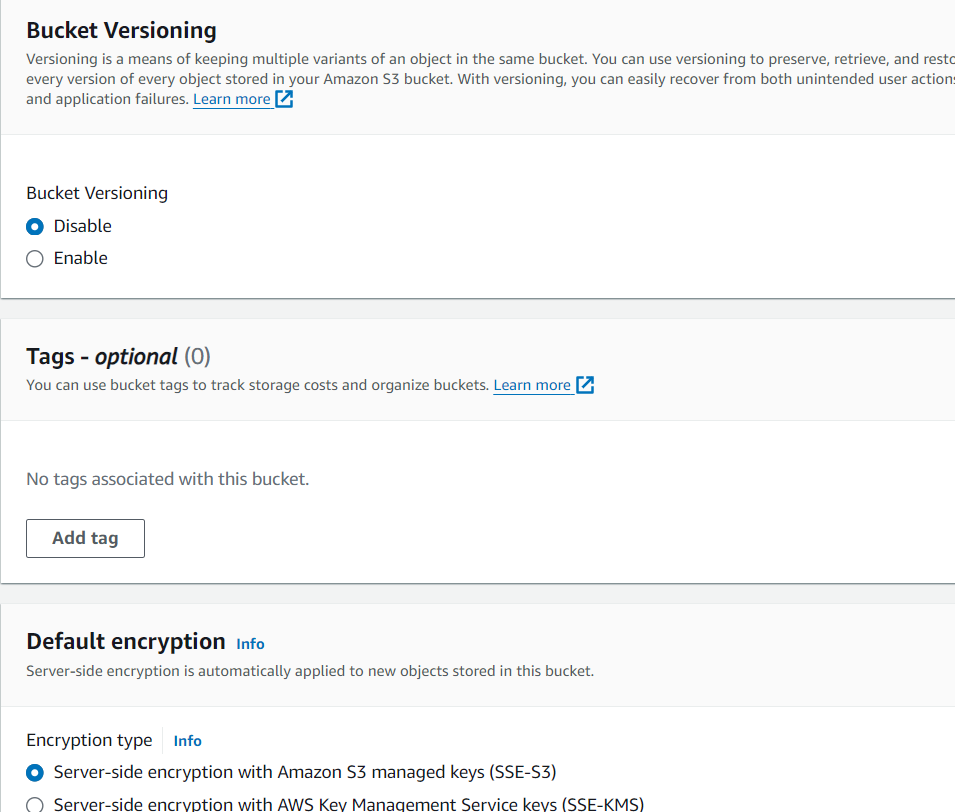 Bucket Versioning
Versioning is a means of keeping multiple variants of an object in the same bucket. You can use versioning to preserve, retrieve, and
every version of every object stored in your Amazon S3 bucket. With versioning, you can easily recover from both unintended user actions
and application failures. Learn more
Bucket Versioning
Disable
Enable
Tags - optional (0)
You can use bucket tags to track storage costs and organize buckets. Learn more
No tags associated with this bucket.
Add tag
Default encryption Info
Server-side encryption is automatically applied to new objects stored in this bucket.
Encryption type Info
Server-side encryption with Amazon S3 managed keys (SSE-S3)
Server-side encryption with AWS Key Management Service keys (SSE-KMS)